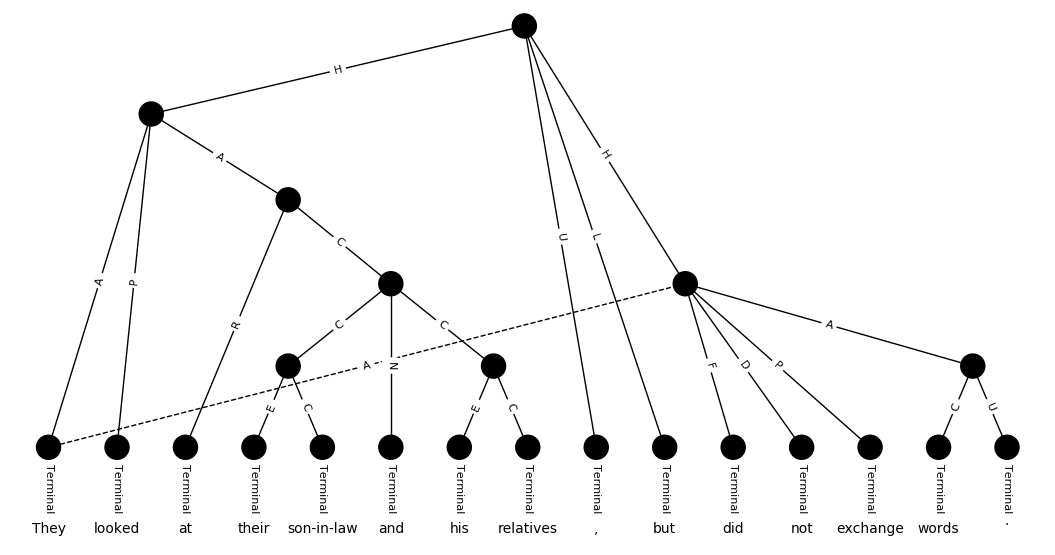 H
A
H
C
A P U L
R C C A
A N
F D P
E C E C C U
Terminal Terminal Terminal Terminal Terminal Terminal Terminal Terminal Terminal Terminal Terminal Terminal Terminal Terminal Terminal
They looked at their son-in-law and his relatives , but did not exchange words .